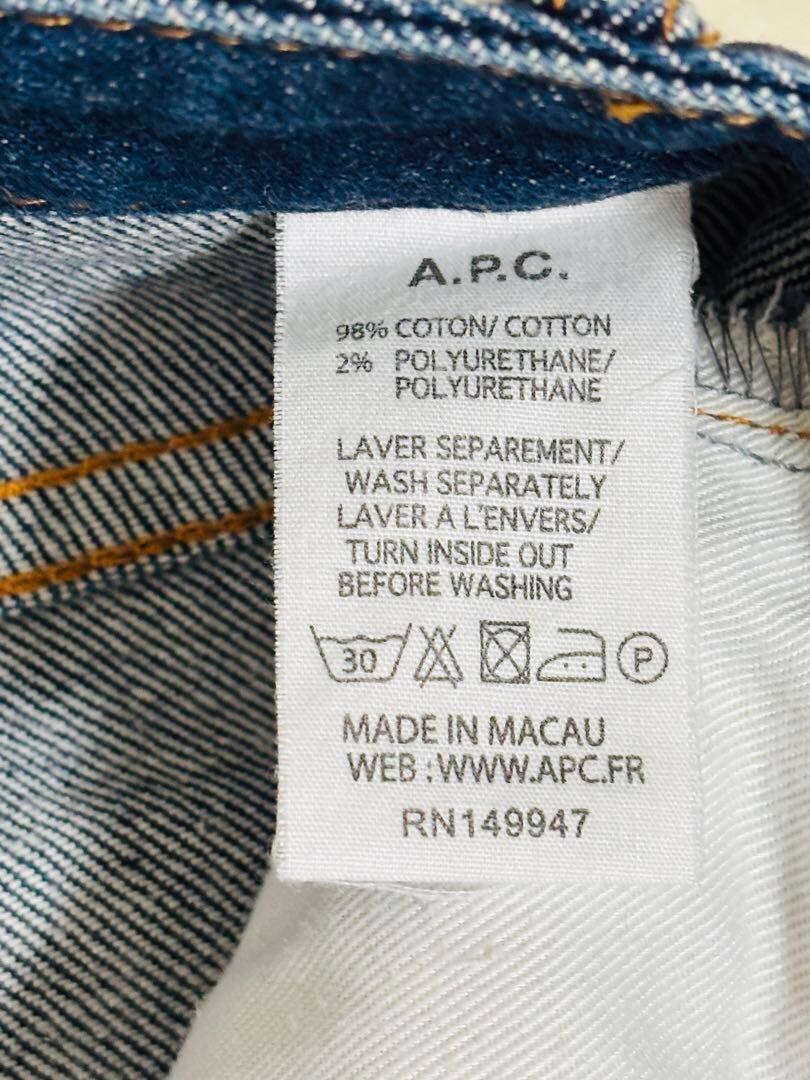 A.P.C.
98% COTON/ COTTON
2% POLYURETHANE/
POLYURETHANE
LAVER SEPAREMENT/
WASH SEPARATELY
LAVER A L'ENVERS/
TURN INSIDE OUT
BEFORE WASHING
30 P
MADE IN MACAU
WEB :WWW.APC.FR
RN149947